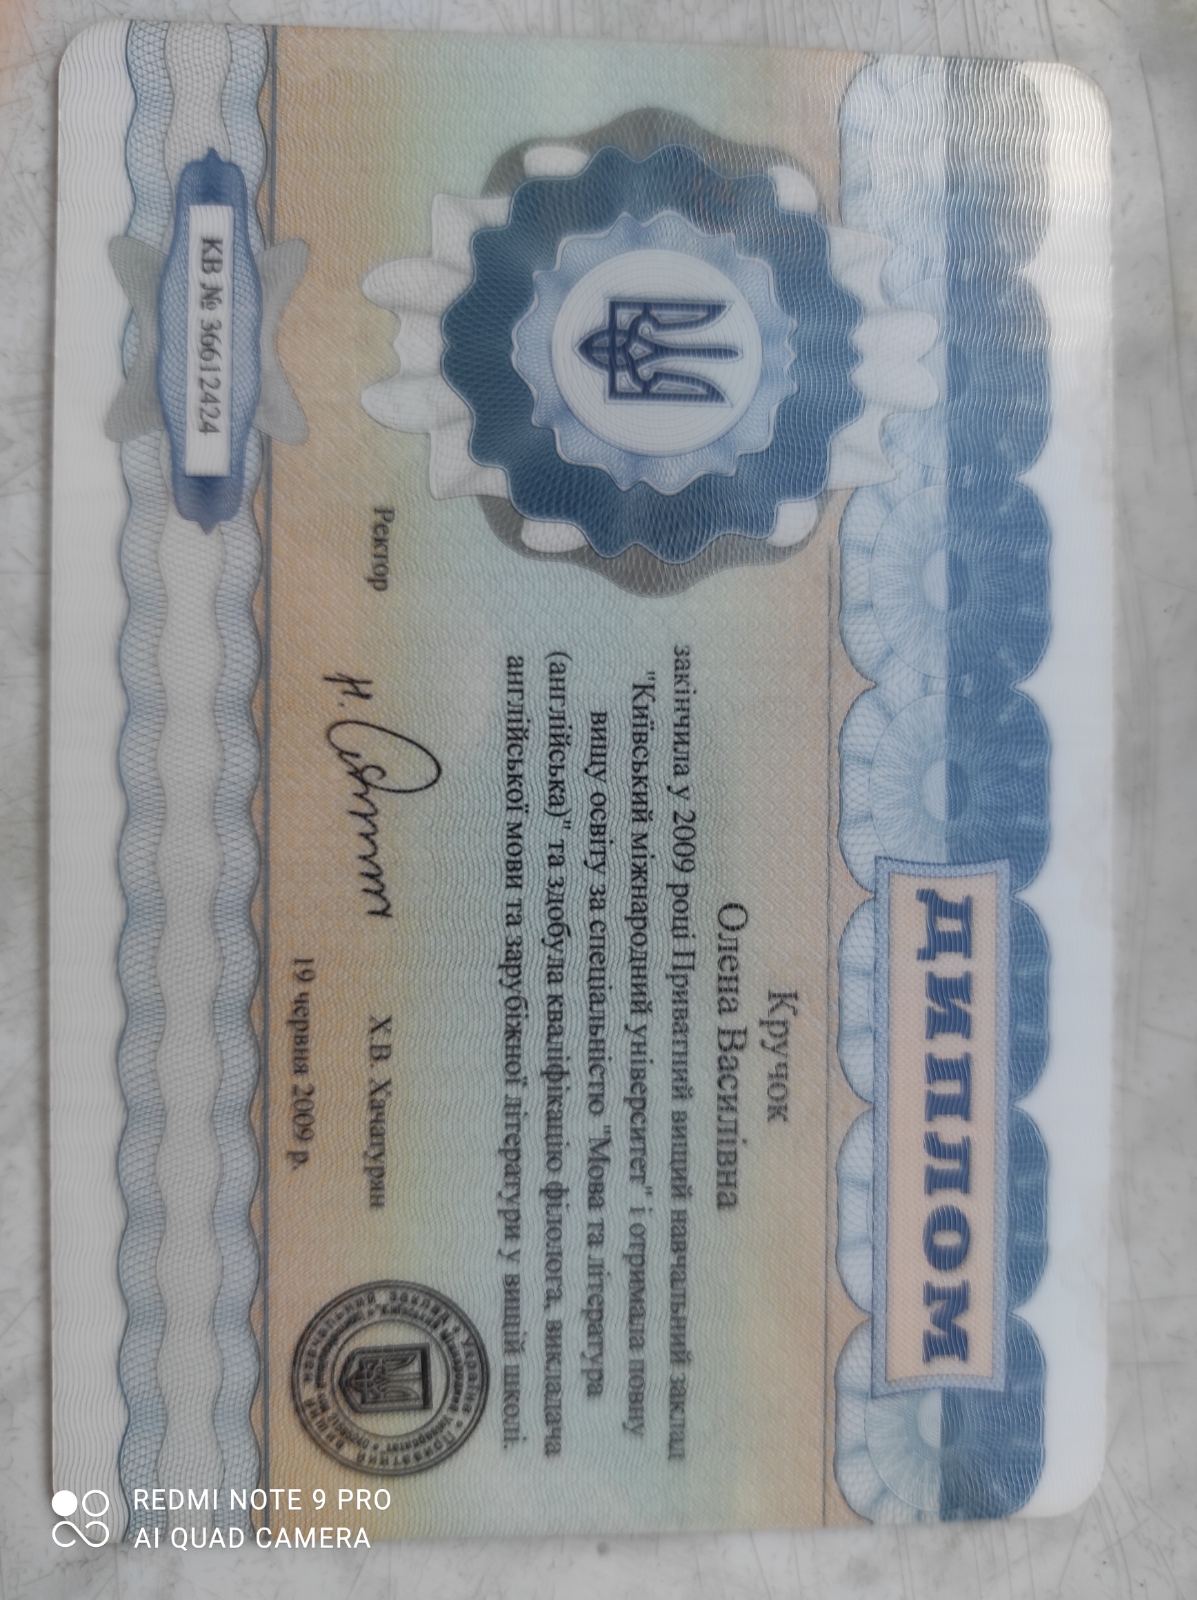 ДИПЛОМ
Кручок
Олена Василівна
закінчила у 2009 році Приватний вищий навчальний заклад
"Київський міжнародний університет" і отримала повну
вищу освіту за спеціальністю "Мова та література
(англійська)" та здобула кваліфікацію філолога, викладача
англійської мови та зарубіжної літератури у вищій школі.
Ректор
Х.В. Хачатурян
19 червня 2009 р.
КВ № 36612424
REDMI NOTE 9 PRO
AI QUAD CAMERA